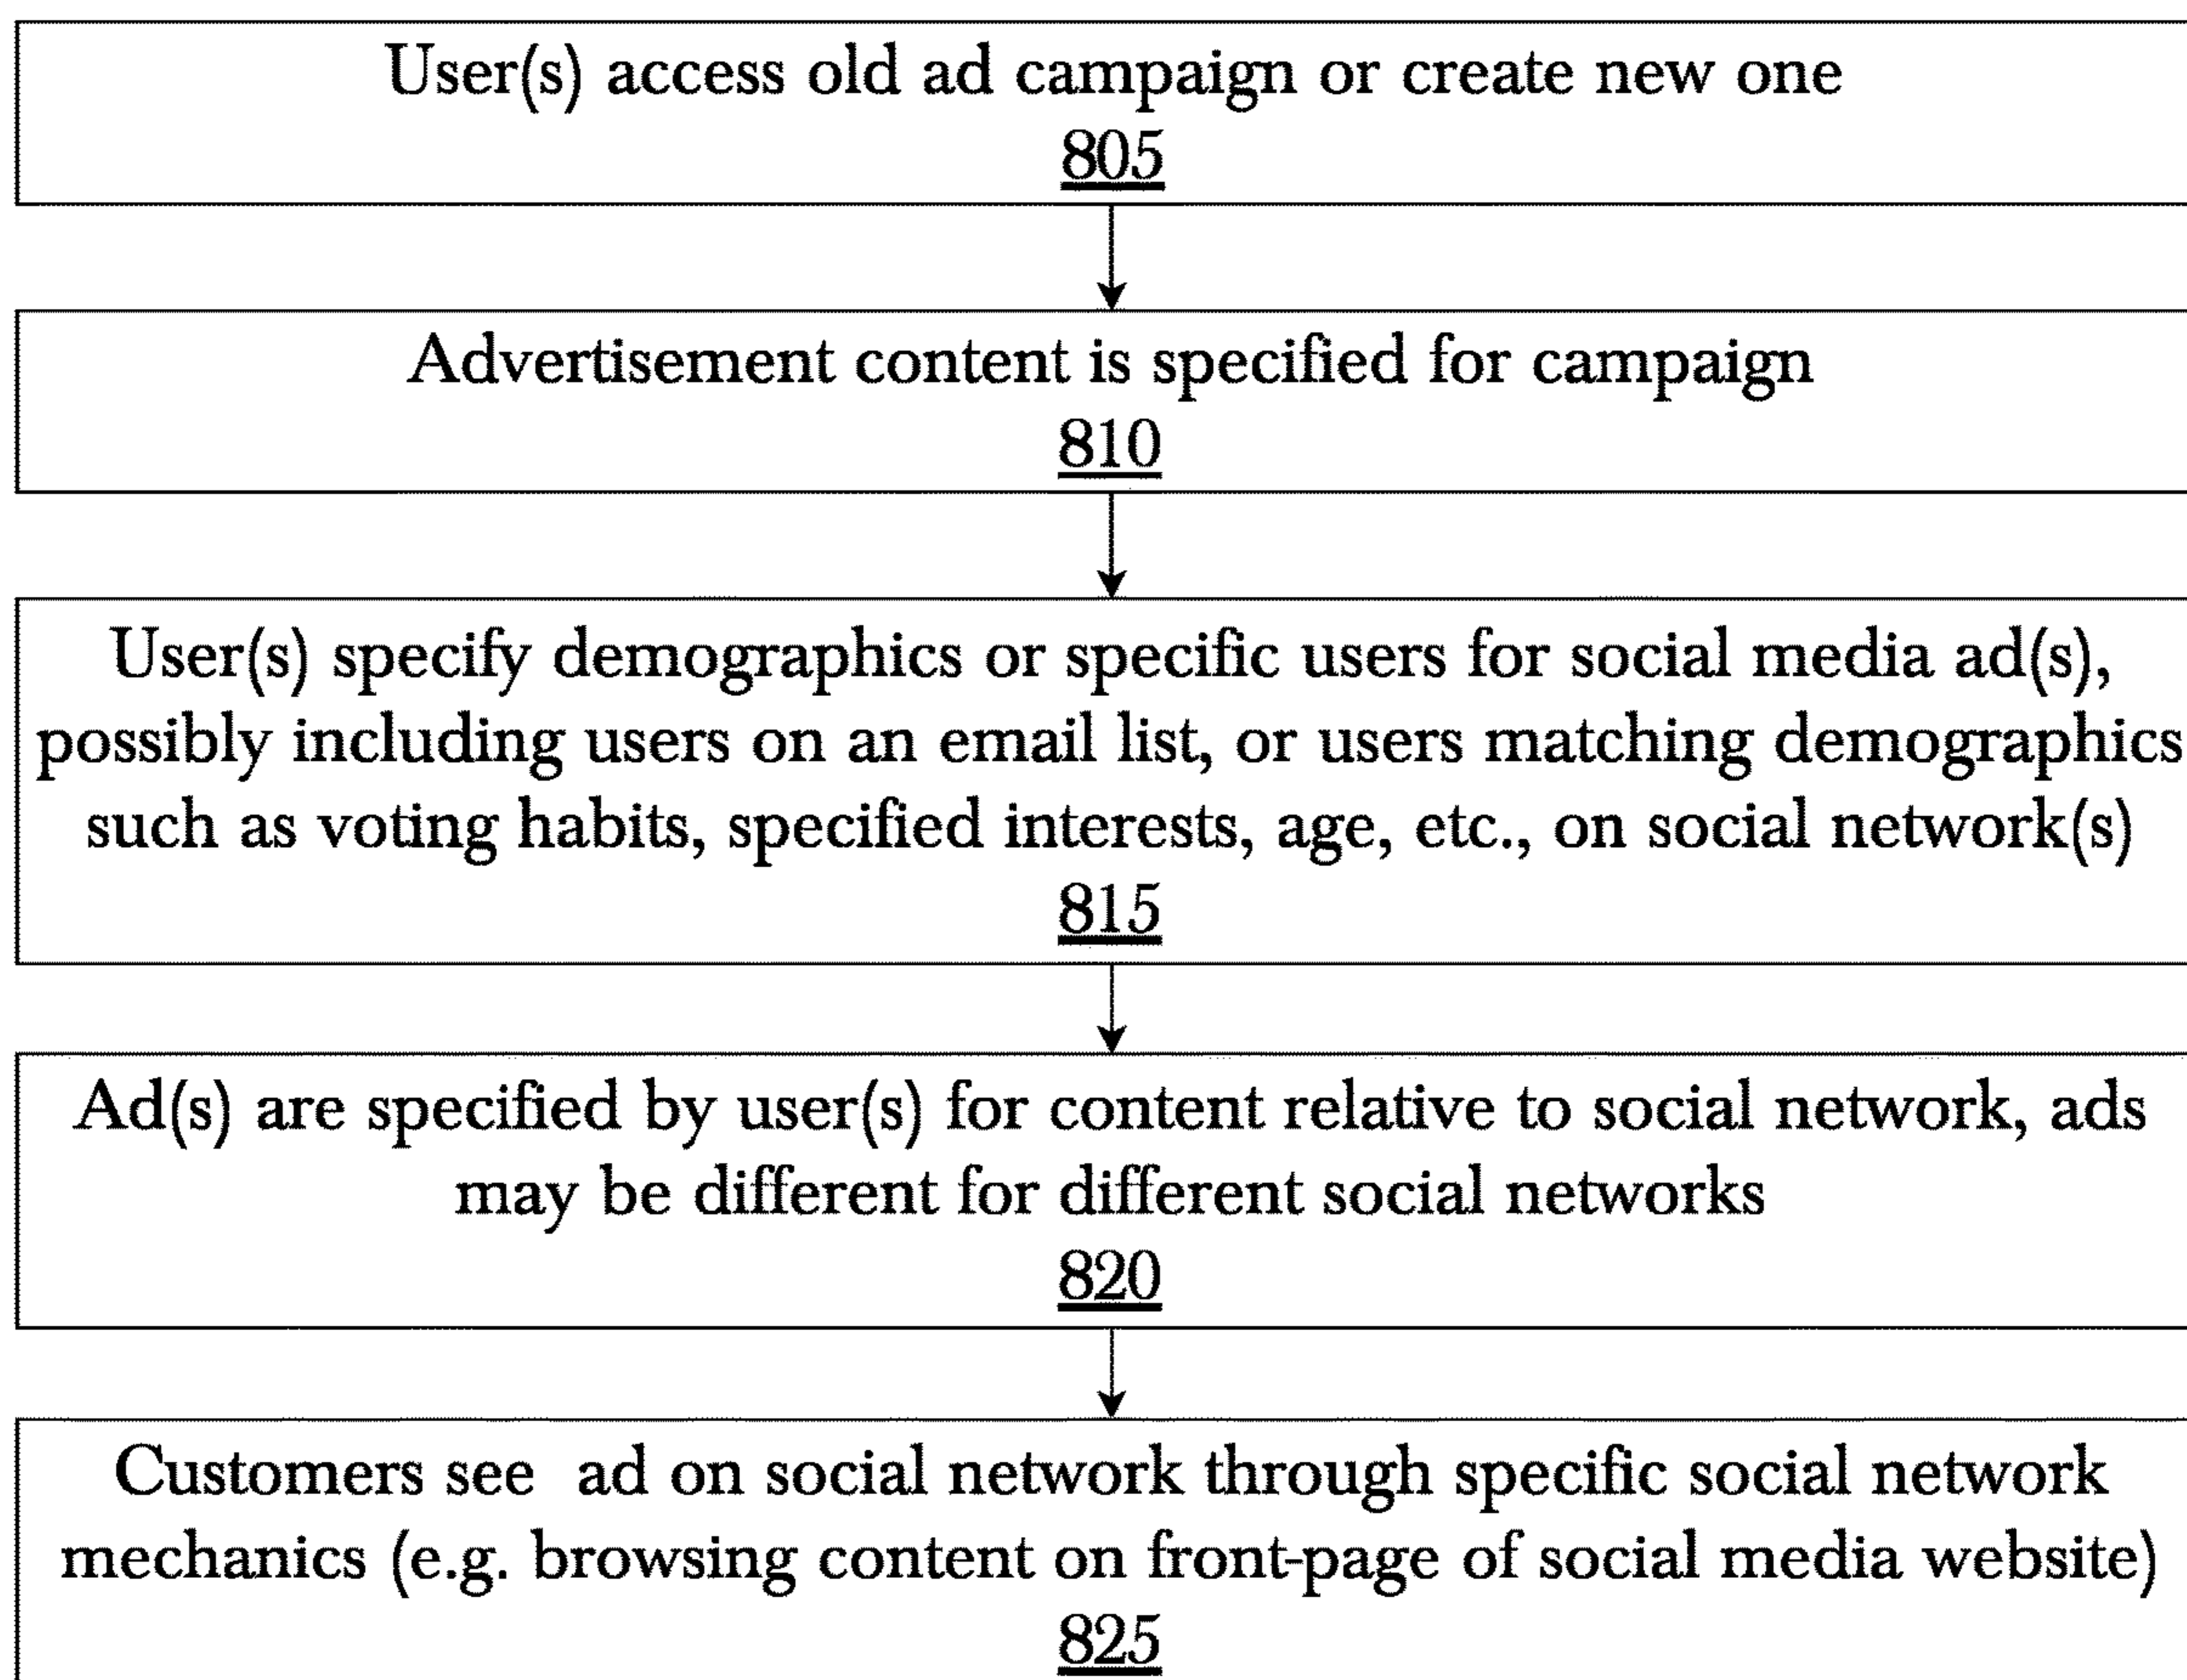 User(s) access old ad campaign or create new one
805
Advertisement content is specified for campaign
810
User(s) specify demographics or specific users for social media ad(s),
possibly including users on an email list, or users matching demographics
such as voting habits, specified interests, age, etc., on social network(s)
815
Ad(s) are specified by user(s) for content relative to social network, ads
may be different for different social networks
820
Customers see  ad on social network through specific social network
mechanics (e.g. browsing content on front-page of social media website)
825